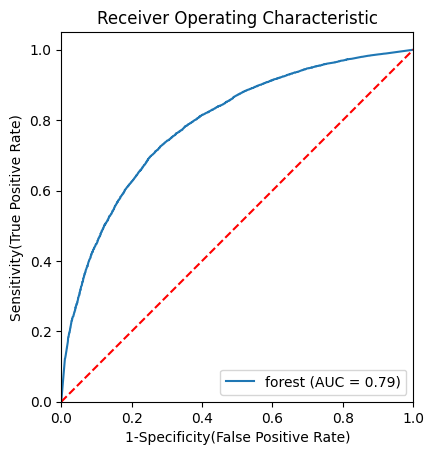 Receiver Operating Characteristic
1.0
0.8
0.6
0.4
0.2
0.0
Sensitivity(True Positive Rate)
forest (AUC = 0.79)
0.0 0.2 0.4 0.6 0.8 1.0
1-Specificity(False Positive Rate)